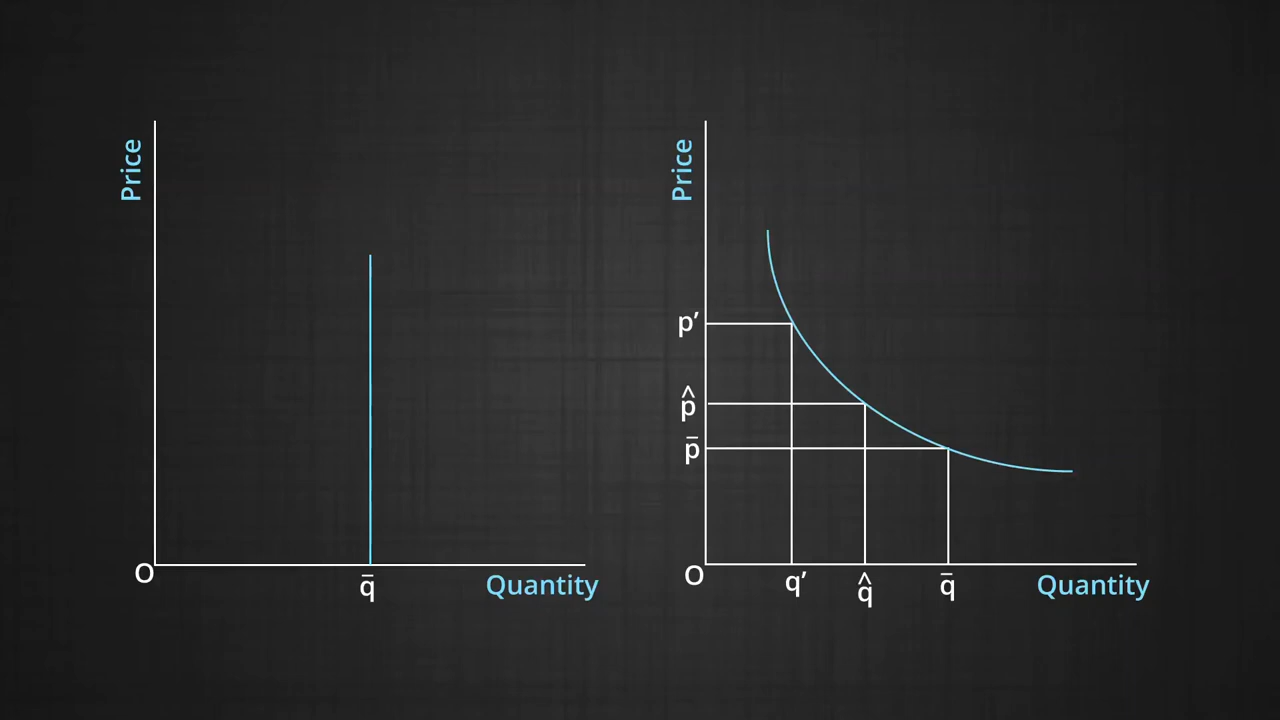 Price
O
q̄
Quantity
Price
p′
p̂
p̄
O
q′
q̂
q̄
Quantity